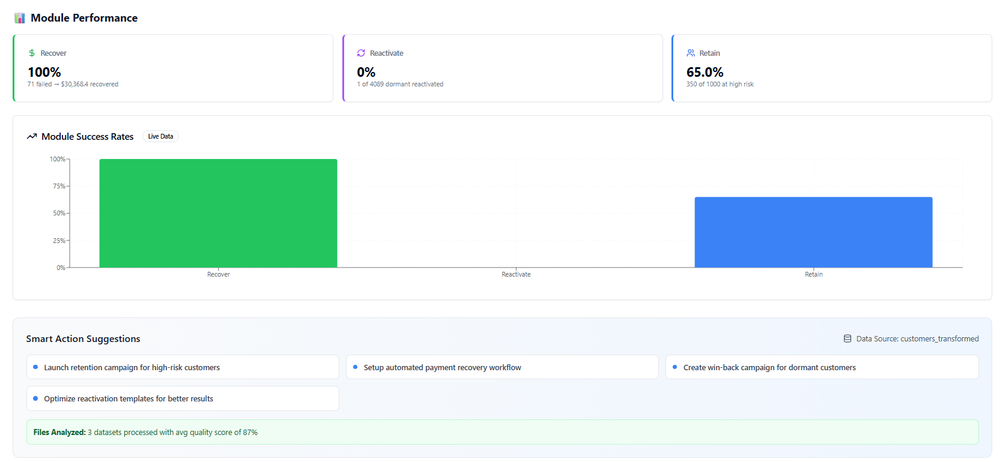 Module Performance
Recover
100%
71 failed → $30,368.4 recovered
Reactivate
0%
1 of 4089 dormant reactivated
Retain
65.0%
350 of 1000 at high risk
Module Success Rates
Live Data
100%
75%
50%
25%
0%
Recover
Reactivate
Retain
Smart Action Suggestions
Data Source: customers_transformed
Launch retention campaign for high-risk customers
Setup automated payment recovery workflow
Create win-back campaign for dormant customers
Optimize reactivation templates for better results
Files Analyzed: 3 datasets processed with avg quality score of 87%